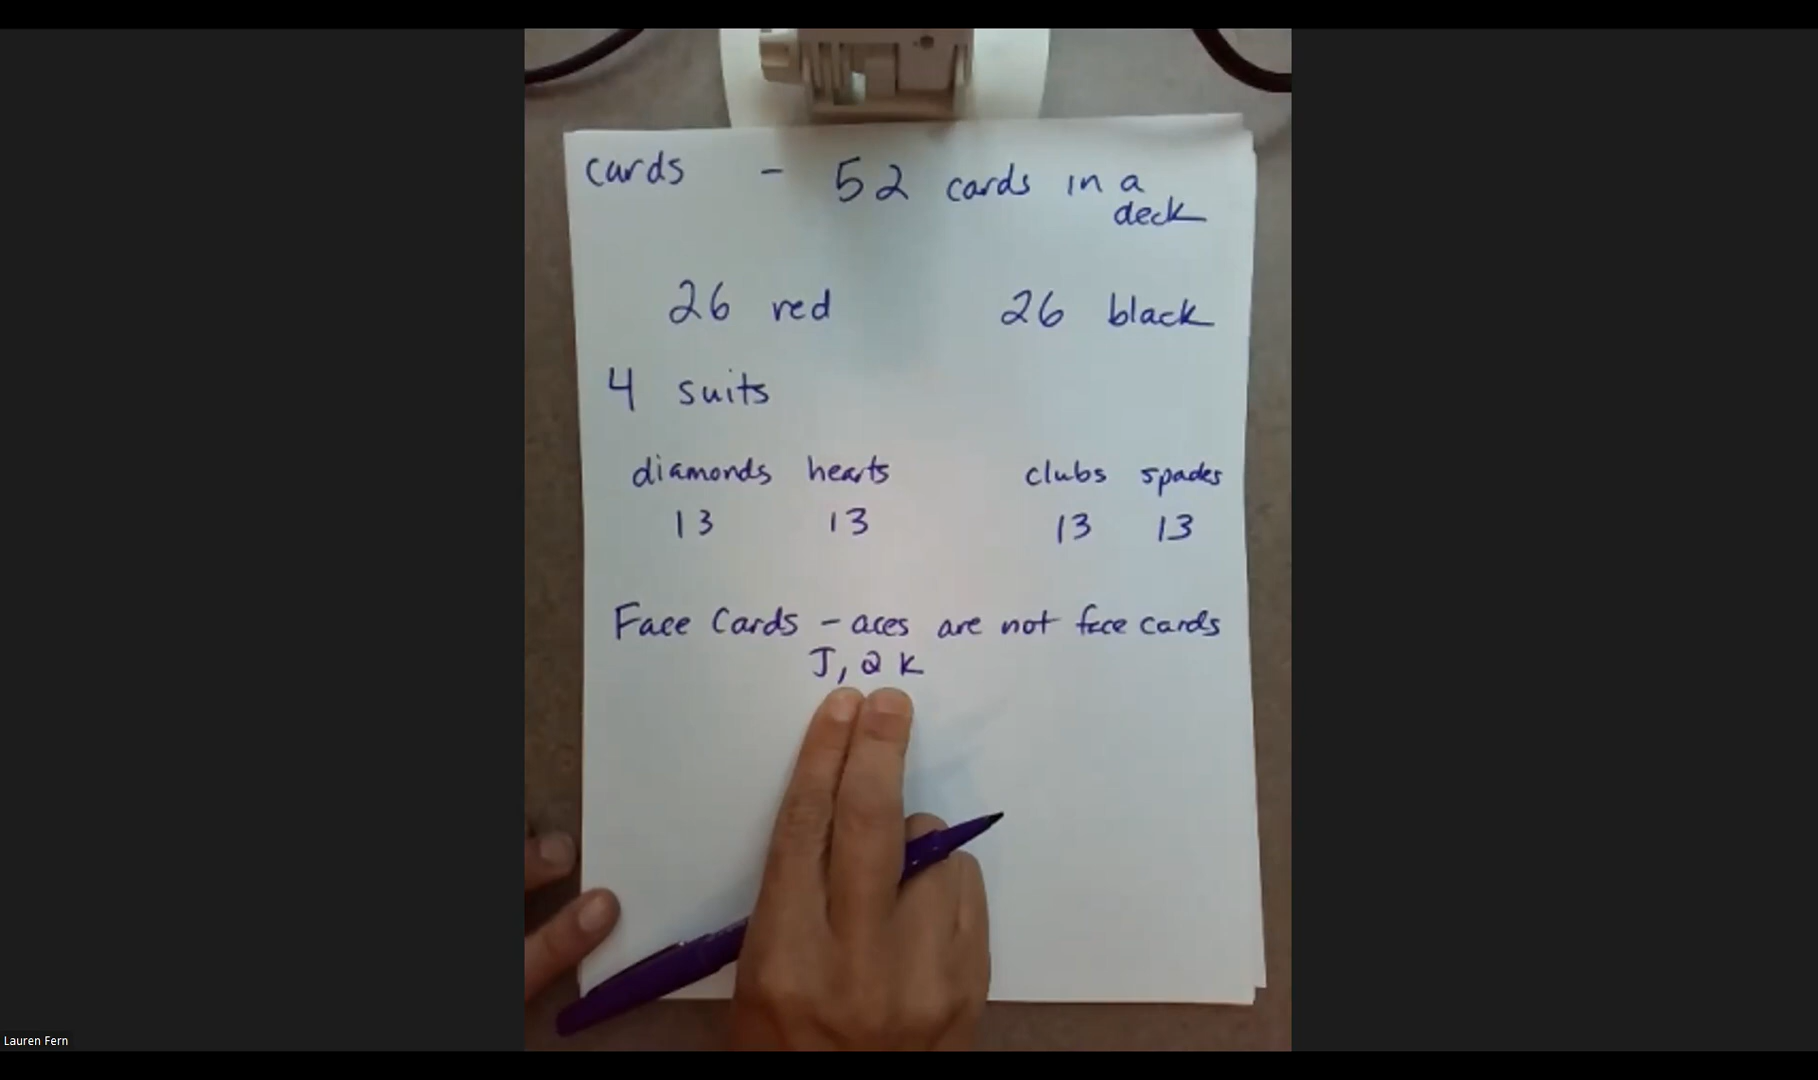 cards - 52 cards in a
deck
26 red 26 black
4 suits
diamonds hearts clubs spades
13 13 13 13
Face Cards - aces are not face cards
J, Q K
Lauren Fern